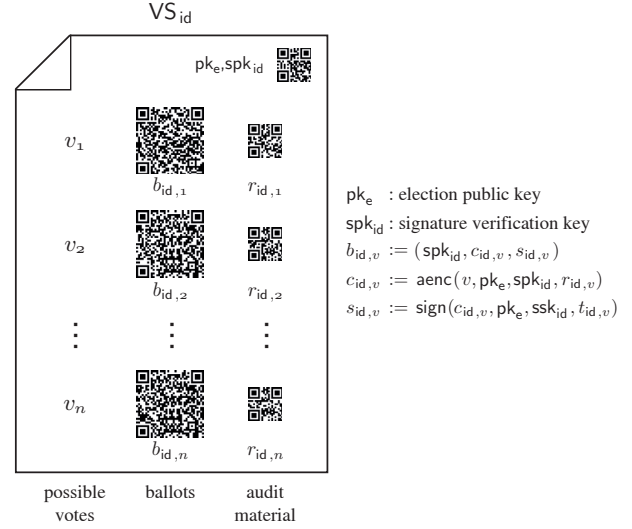 VS_id
pk_e,spk_id
v_1
b_id,1 r_id,1
v_2
b_id,2 r_id,2
⋮ ⋮ ⋮
v_n
b_id,n r_id,n
possible votes ballots audit material
pk_e : election public key
spk_id : signature verification key
b_id,v := (spk_id, c_id,v, s_id,v)
c_id,v := aenc(v, pk_e, spk_id, r_id,v)
s_id,v := sign(c_id,v, pk_e, ssk_id, t_id,v)